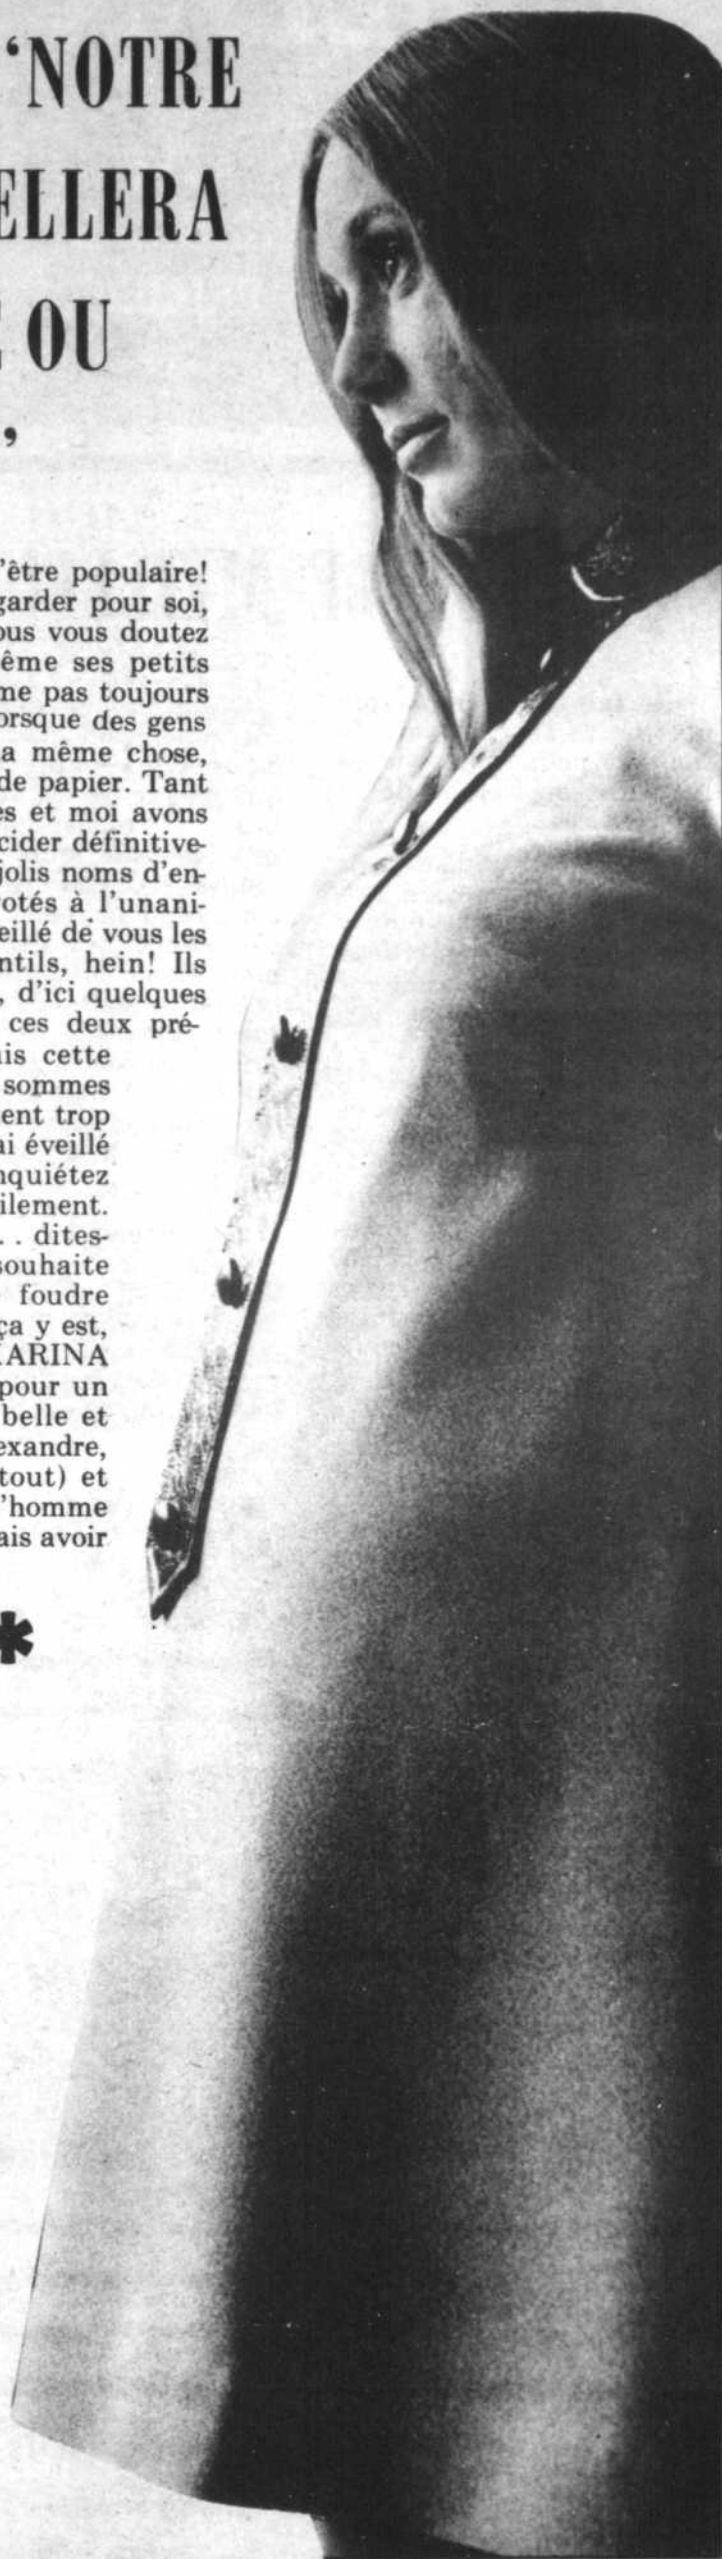 ‘NOTRE
ELLERA
OU
’
'être populaire!
garder pour soi,
ous vous doutez
ême ses petits
me pas toujours
orsque des gens
a même chose,
de papier. Tant
es et moi avons
cider définitive-
jolis noms d'en-
otés à l'unani-
eillé de vous les
ntils, hein! Ils
, d'ici quelques
ces deux pré-
is cette
sommes
ent trop
ai éveillé
nquiétez
ilement.
. . dites-
souhaite
foudre
ça y est,
KARINA
pour un
belle et
exandre,
tout) et
'homme
ais avoir
*